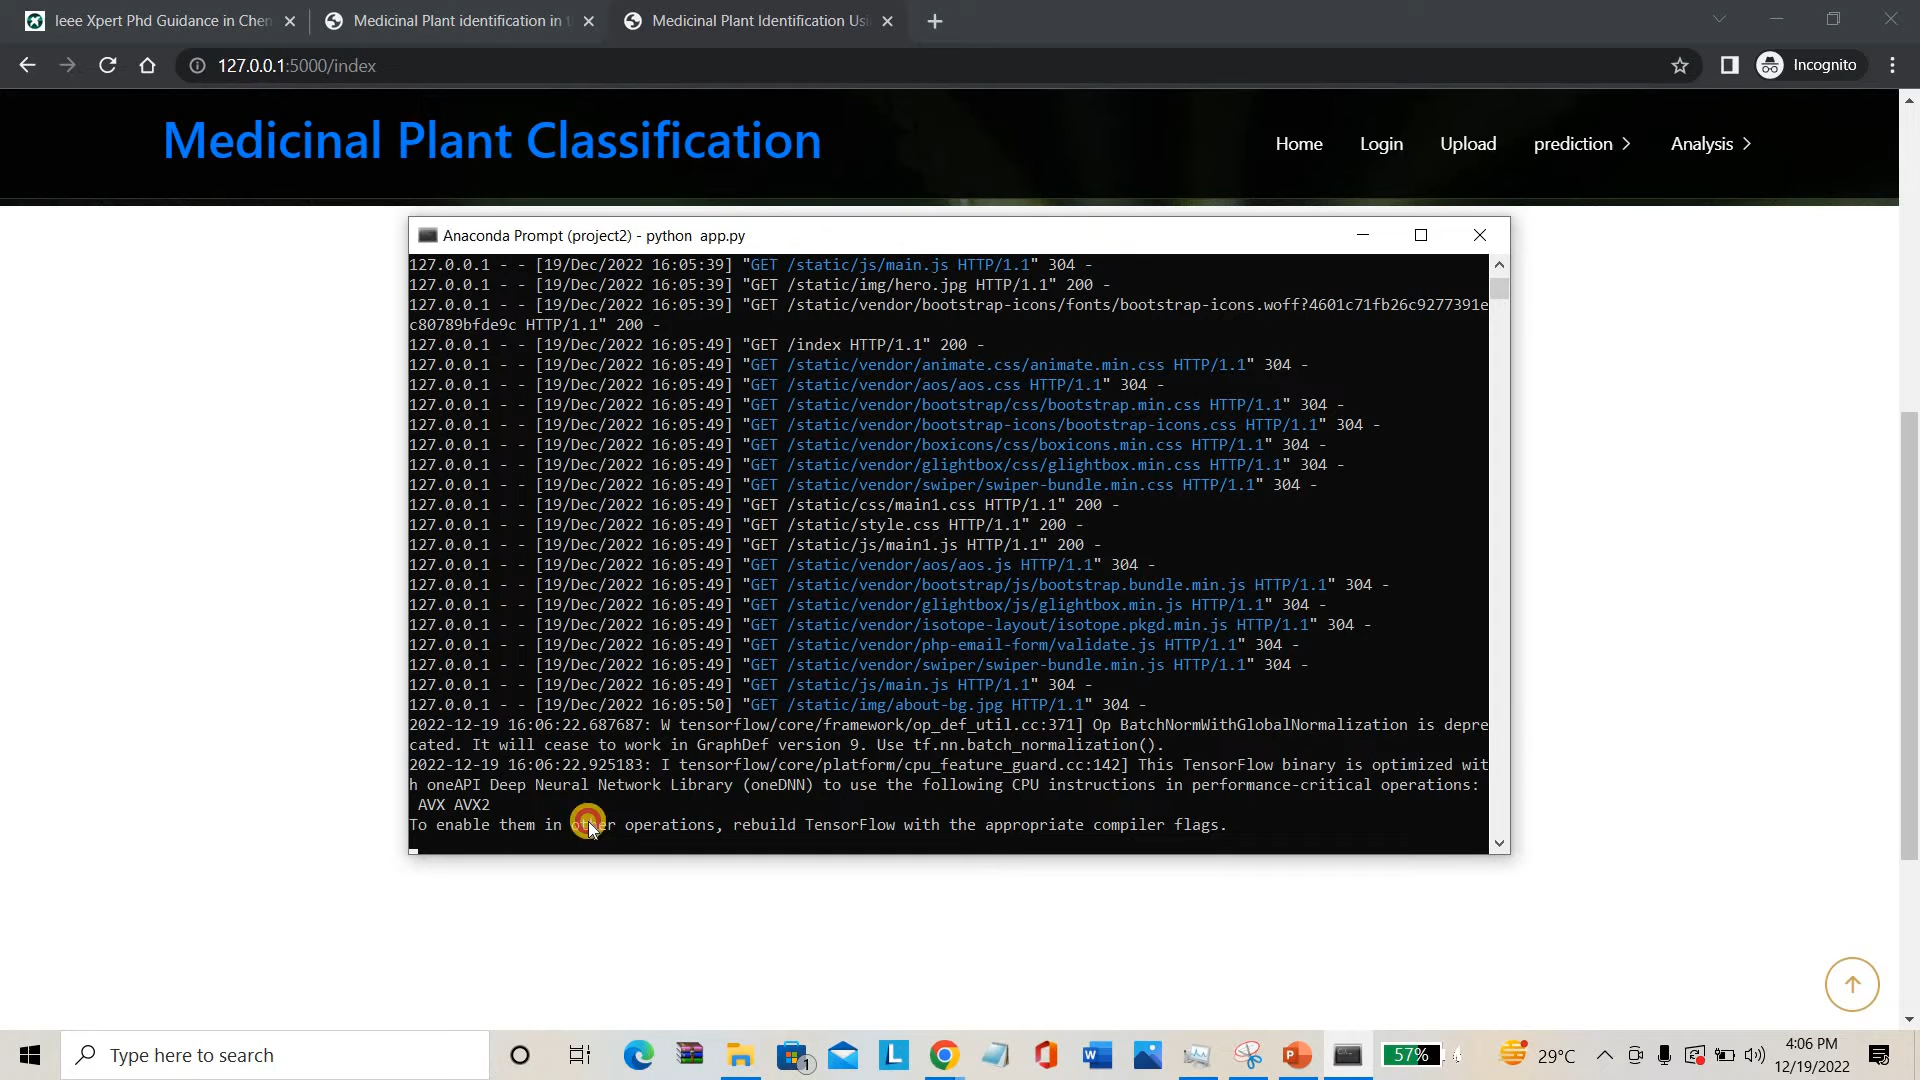 Ieee Xpert Phd Guidance in Chen
Medicinal Plant identification in t
Medicinal Plant Identification Usi
127.0.0.1:5000/index
Incognito
Medicinal Plant Classification
Home
Login
Upload
prediction
Analysis
Anaconda Prompt (project2) - python  app.py
127.0.0.1 - - [19/Dec/2022 16:05:39] "GET /static/js/main.js HTTP/1.1" 304 -
127.0.0.1 - - [19/Dec/2022 16:05:39] "GET /static/img/hero.jpg HTTP/1.1" 200 -
127.0.0.1 - - [19/Dec/2022 16:05:39] "GET /static/vendor/bootstrap-icons/fonts/bootstrap-icons.woff?4601c71fb26c9277391e
c80789bfde9c HTTP/1.1" 200 -
127.0.0.1 - - [19/Dec/2022 16:05:49] "GET /index HTTP/1.1" 200 -
127.0.0.1 - - [19/Dec/2022 16:05:49] "GET /static/vendor/animate.css/animate.min.css HTTP/1.1" 304 -
127.0.0.1 - - [19/Dec/2022 16:05:49] "GET /static/vendor/aos/aos.css HTTP/1.1" 304 -
127.0.0.1 - - [19/Dec/2022 16:05:49] "GET /static/vendor/bootstrap/css/bootstrap.min.css HTTP/1.1" 304 -
127.0.0.1 - - [19/Dec/2022 16:05:49] "GET /static/vendor/bootstrap-icons/bootstrap-icons.css HTTP/1.1" 304 -
127.0.0.1 - - [19/Dec/2022 16:05:49] "GET /static/vendor/boxicons/css/boxicons.min.css HTTP/1.1" 304 -
127.0.0.1 - - [19/Dec/2022 16:05:49] "GET /static/vendor/glightbox/css/glightbox.min.css HTTP/1.1" 304 -
127.0.0.1 - - [19/Dec/2022 16:05:49] "GET /static/vendor/swiper/swiper-bundle.min.css HTTP/1.1" 304 -
127.0.0.1 - - [19/Dec/2022 16:05:49] "GET /static/css/main1.css HTTP/1.1" 200 -
127.0.0.1 - - [19/Dec/2022 16:05:49] "GET /static/style.css HTTP/1.1" 200 -
127.0.0.1 - - [19/Dec/2022 16:05:49] "GET /static/js/main1.js HTTP/1.1" 200 -
127.0.0.1 - - [19/Dec/2022 16:05:49] "GET /static/vendor/aos/aos.js HTTP/1.1" 304 -
127.0.0.1 - - [19/Dec/2022 16:05:49] "GET /static/vendor/bootstrap/js/bootstrap.bundle.min.js HTTP/1.1" 304 -
127.0.0.1 - - [19/Dec/2022 16:05:49] "GET /static/vendor/glightbox/js/glightbox.min.js HTTP/1.1" 304 -
127.0.0.1 - - [19/Dec/2022 16:05:49] "GET /static/vendor/isotope-layout/isotope.pkgd.min.js HTTP/1.1" 304 -
127.0.0.1 - - [19/Dec/2022 16:05:49] "GET /static/vendor/php-email-form/validate.js HTTP/1.1" 304 -
127.0.0.1 - - [19/Dec/2022 16:05:49] "GET /static/vendor/swiper/swiper-bundle.min.js HTTP/1.1" 304 -
127.0.0.1 - - [19/Dec/2022 16:05:49] "GET /static/js/main.js HTTP/1.1" 304 -
127.0.0.1 - - [19/Dec/2022 16:05:50] "GET /static/img/about-bg.jpg HTTP/1.1" 304 -
2022-12-19 16:06:22.687687: W tensorflow/core/framework/op_def_util.cc:371] Op BatchNormWithGlobalNormalization is depre
cated. It will cease to work in GraphDef version 9. Use tf.nn.batch_normalization().
2022-12-19 16:06:22.925183: I tensorflow/core/platform/cpu_feature_guard.cc:142] This TensorFlow binary is optimized wit
h oneAPI Deep Neural Network Library (oneDNN) to use the following CPU instructions in performance-critical operations:
AVX AVX2
To enable them in other operations, rebuild TensorFlow with the appropriate compiler flags.
Type here to search
1
57%
29°C
4:06 PM
12/19/2022